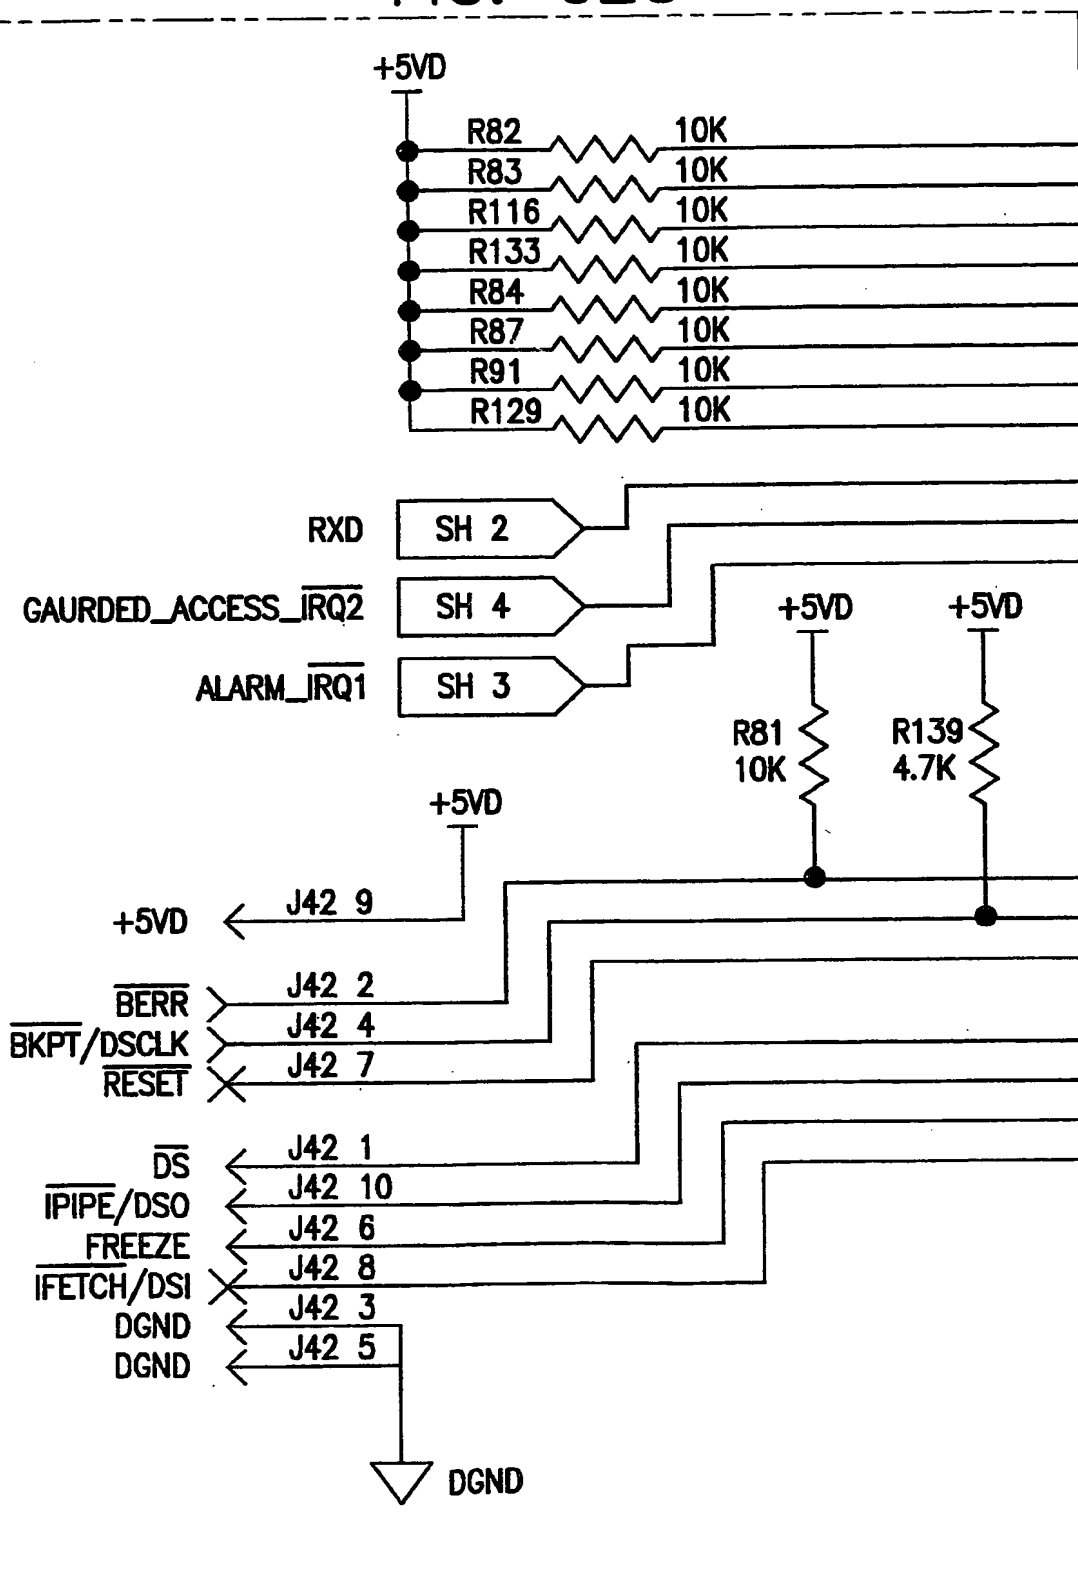 +5VD
R82 10K
R83 10K
R116 10K
R133 10K
R84 10K
R87 10K
R91 10K
R129 10K
RXD SH 2
GAURDED_ACCESS_IRQ2 SH 4
ALARM_IRQ1 SH 3
+5VD +5VD
R81 R139
10K 4.7K
+5VD
+5VD J42 9
BERR J42 2
BKPT/DSCLK J42 4
RESET J42 7
DS J42 1
IPIPE/DSO J42 10
FREEZE J42 6
IFETCH/DSI J42 8
DGND J42 3
DGND J42 5
DGND